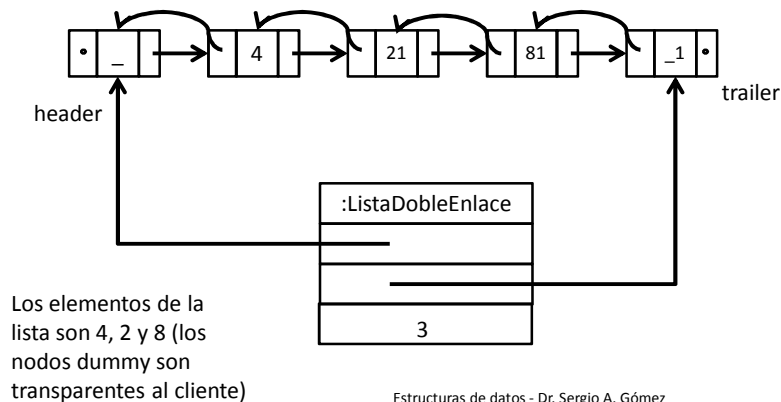 _ 4 21 81 _1
header
trailer
:ListaDobleEnlace
3
Los elementos de la
lista son 4, 2 y 8 (los
nodos dummy son
transparentes al cliente)
Estructuras de datos - Dr. Sergio A. Gómez